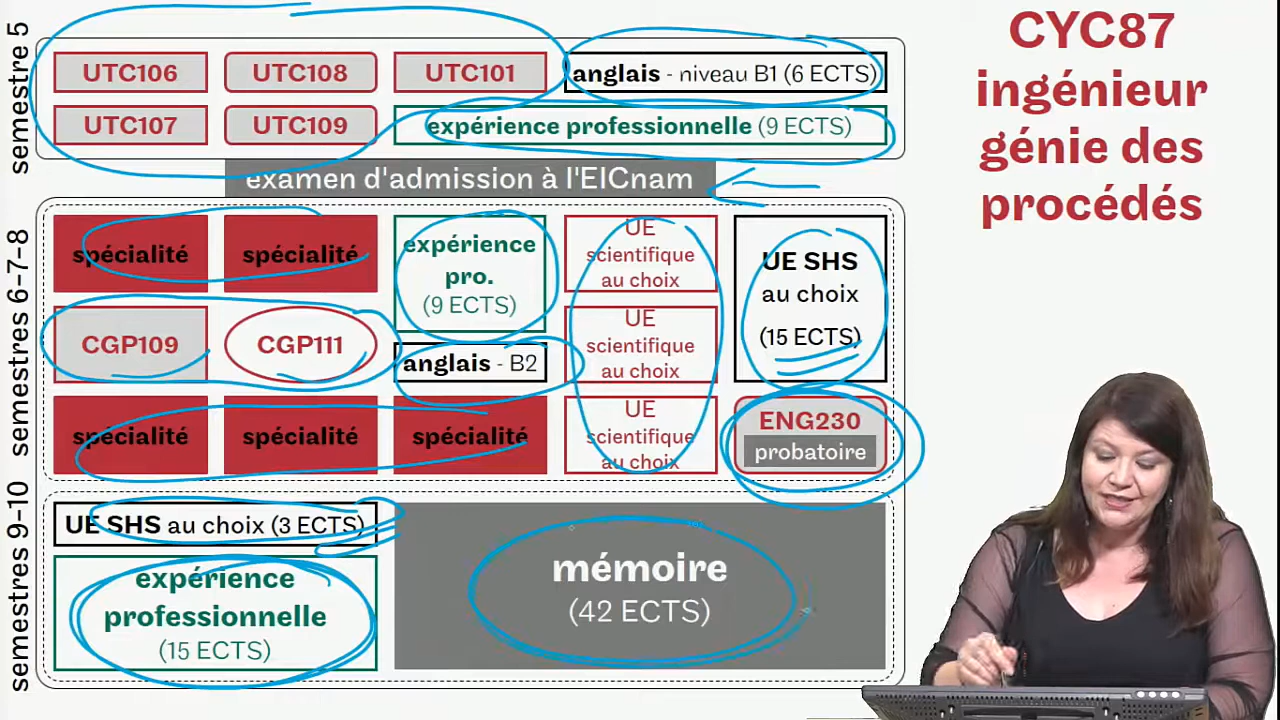 CYC87
ingénieur
génie des
procédés
semestre 5
UTC106
UTC108
UTC101
anglais - niveau B1 (6 ECTS)
UTC107
UTC109
expérience professionnelle (9 ECTS)
examen d'admission à l'EICnam
semestres 6-7-8
spécialité
spécialité
expérience
pro.
(9 ECTS)
UE
scientifique
au choix
UE SHS
au choix
(15 ECTS)
CGP109
CGP111
anglais - B2
UE
scientifique
au choix
spécialité
spécialité
spécialité
UE
scientifique
au choix
ENG230
probatoire
semestres 9-10
UE SHS au choix (3 ECTS)
expérience
professionnelle
(15 ECTS)
mémoire
(42 ECTS)